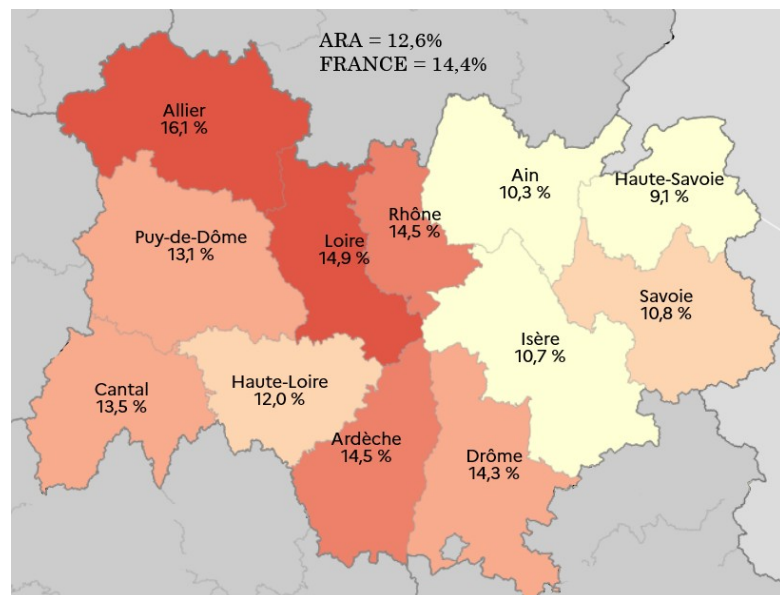 ARA = 12,6%
FRANCE = 14,4%
Allier
16,1 %
Ain
10,3 %
Haute-Savoie
9,1 %
Rhône
14,5 %
Puy-de-Dôme
13,1 %
Loire
14,9 %
Savoie
10,8 %
Isère
10,7 %
Haute-Loire
12,0 %
Cantal
13,5 %
Ardèche
14,5 %
Drôme
14,3 %